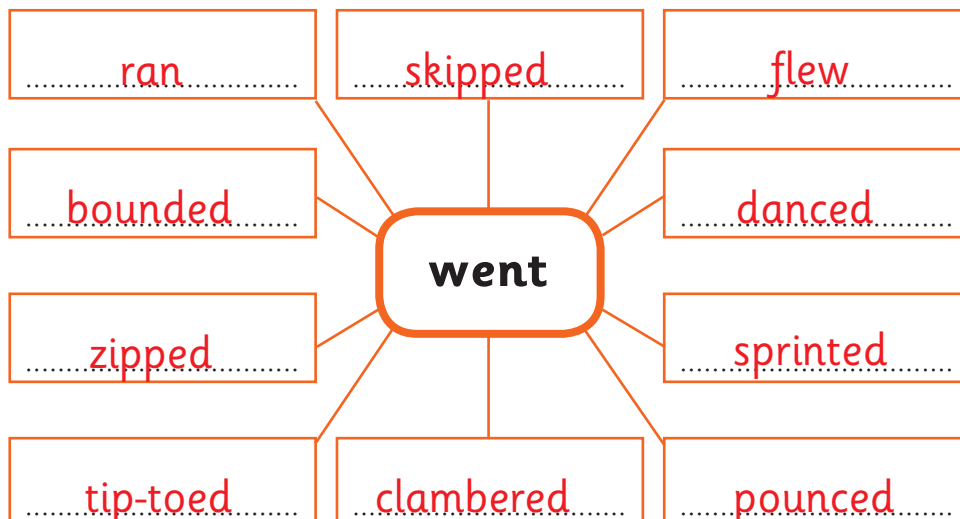 ran
skipped
flew
bounded
danced
went
zipped
sprinted
tip-toed
clambered
pounced